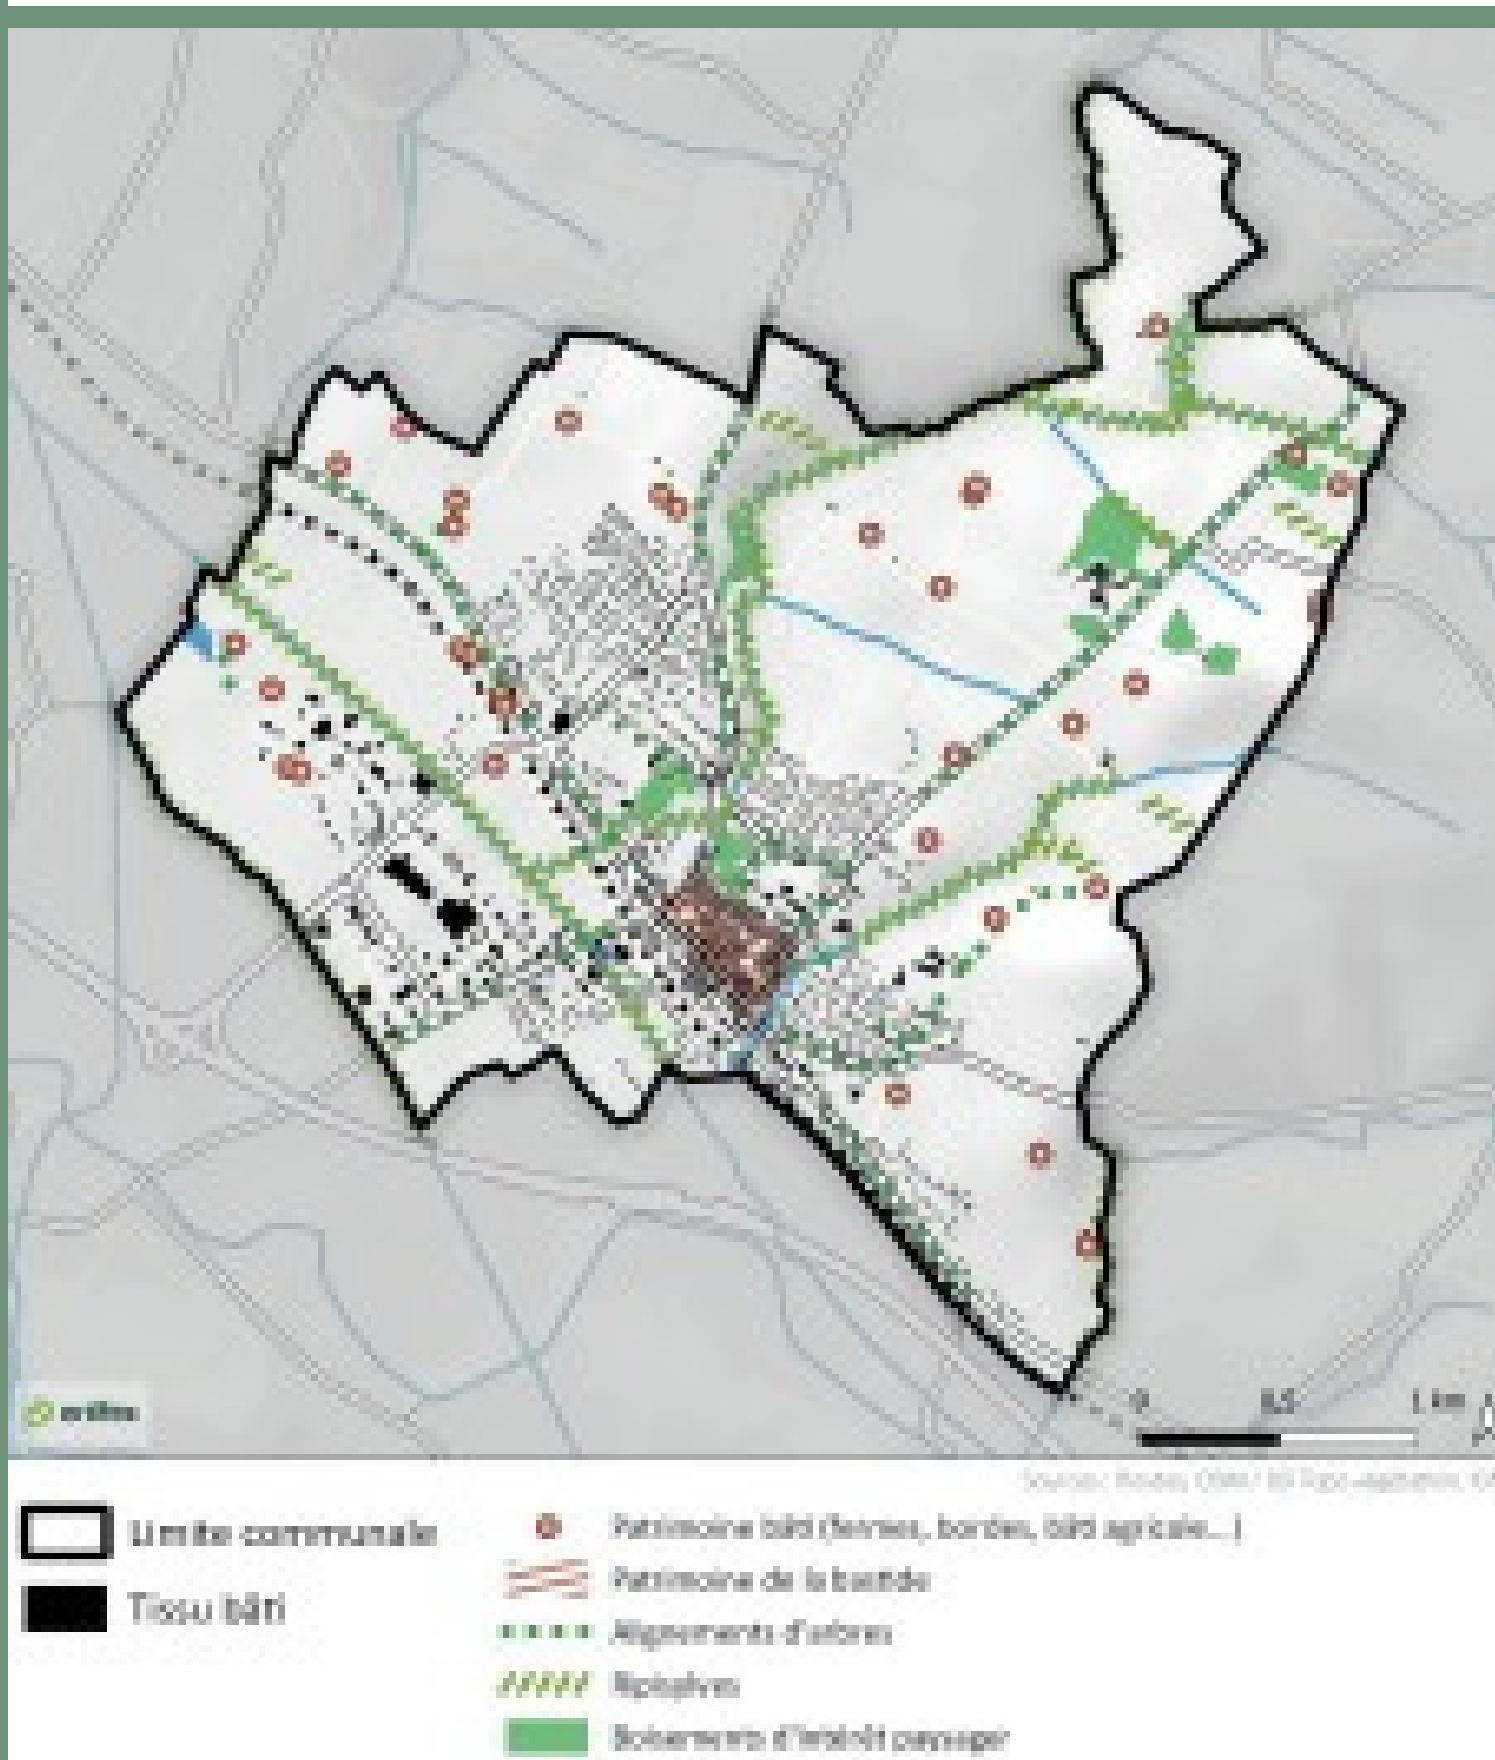 0 0,5 1 km
Limite communale
Tissu bâti
Patrimoine bâti (fermes, bordes, bâti agricole...)
Patrimoine de la bastide
Alignements d'arbres
Ripisylves
Boisements d'intérêt paysager